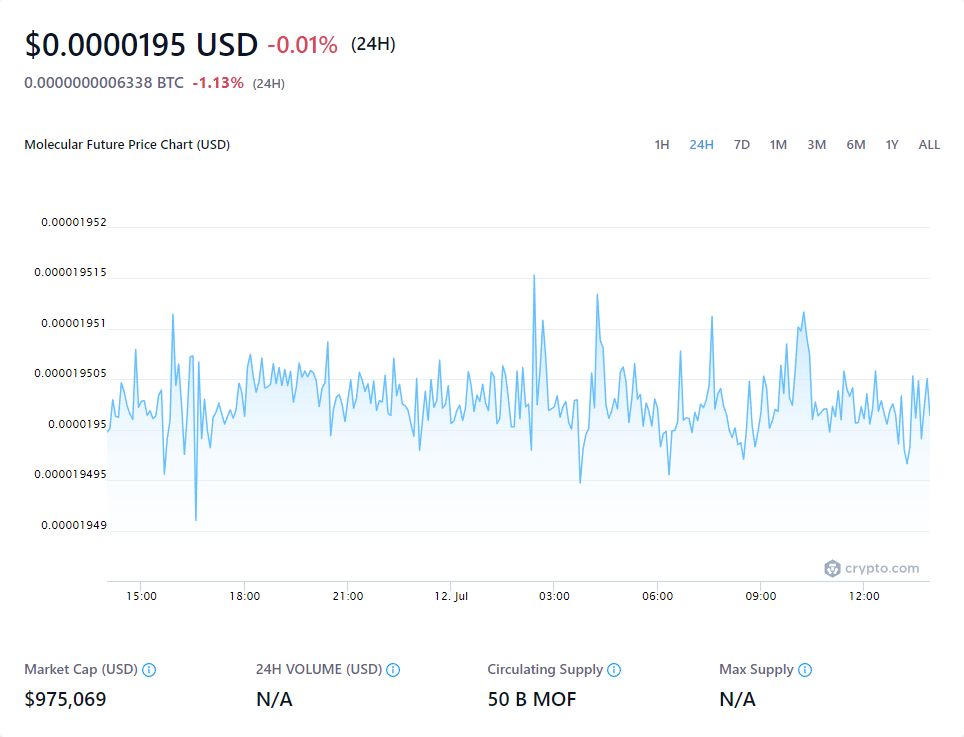 $0.0000195 USD -0.01% (24H)
0.0000000006338 BTC -1.13% (24H)
Molecular Future Price Chart (USD) 1H 24H 7D 1M 3M 6M 1Y ALL
0.00001952
0.000019515
0.00001951
0.000019505
0.0000195
0.000019495
0.00001949
crypto.com
15:00 18:00 21:00 12. Jul 03:00 06:00 09:00 12:00
Market Cap (USD) 24H VOLUME (USD) Circulating Supply Max Supply
$975,069 N/A 50 B MOF N/A